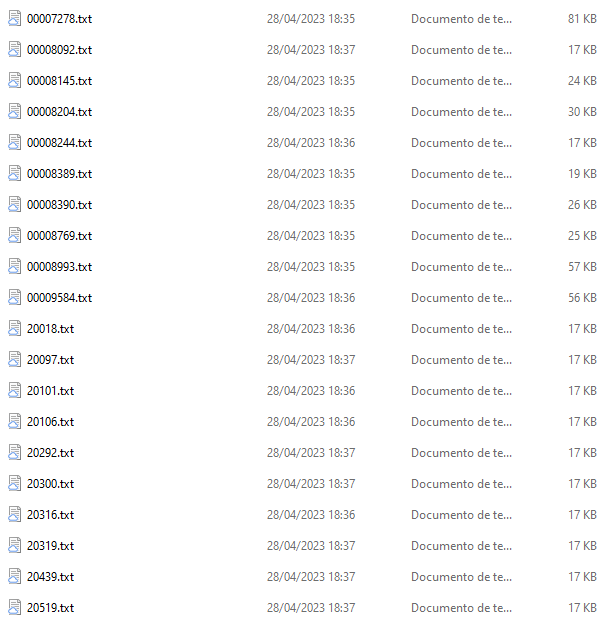 00007278.txt 28/04/2023 18:35 Documento de te... 81 KB
00008092.txt 28/04/2023 18:37 Documento de te... 17 KB
00008145.txt 28/04/2023 18:35 Documento de te... 24 KB
00008204.txt 28/04/2023 18:35 Documento de te... 30 KB
00008244.txt 28/04/2023 18:36 Documento de te... 17 KB
00008389.txt 28/04/2023 18:35 Documento de te... 19 KB
00008390.txt 28/04/2023 18:35 Documento de te... 26 KB
00008769.txt 28/04/2023 18:35 Documento de te... 25 KB
00008993.txt 28/04/2023 18:35 Documento de te... 57 KB
00009584.txt 28/04/2023 18:36 Documento de te... 56 KB
20018.txt 28/04/2023 18:36 Documento de te... 17 KB
20097.txt 28/04/2023 18:37 Documento de te... 17 KB
20101.txt 28/04/2023 18:36 Documento de te... 17 KB
20106.txt 28/04/2023 18:36 Documento de te... 17 KB
20292.txt 28/04/2023 18:37 Documento de te... 17 KB
20300.txt 28/04/2023 18:37 Documento de te... 17 KB
20316.txt 28/04/2023 18:36 Documento de te... 17 KB
20319.txt 28/04/2023 18:37 Documento de te... 17 KB
20439.txt 28/04/2023 18:37 Documento de te... 17 KB
20519.txt 28/04/2023 18:37 Documento de te... 17 KB